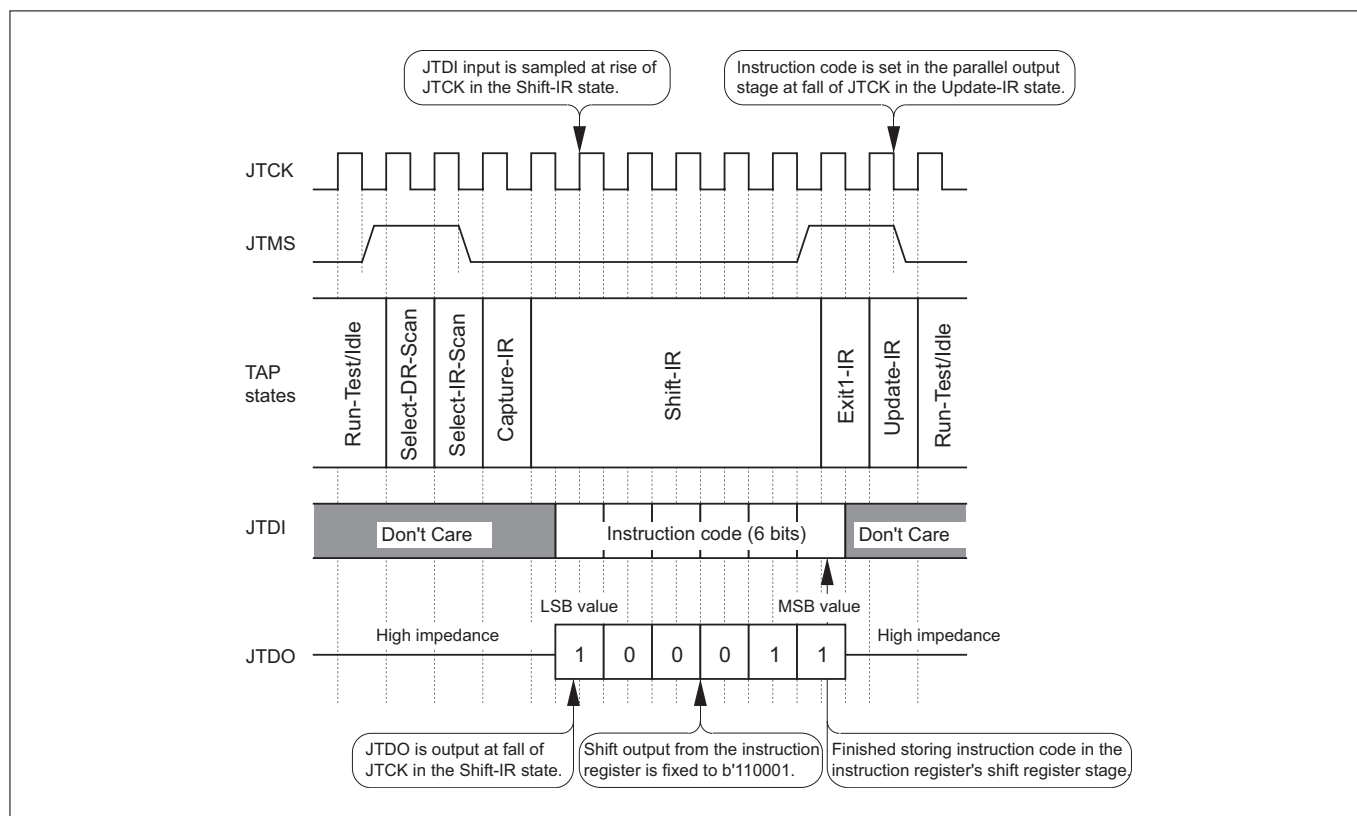 JTDI input is sampled at rise of
JTCK in the Shift-IR state.
Instruction code is set in the parallel output
stage at fall of JTCK in the Update-IR state.
JTCK
JTMS
TAP
states
Run-Test/Idle
Select-DR-Scan
Select-IR-Scan
Capture-IR
Shift-IR
Exit1-IR
Update-IR
Run-Test/Idle
JTDI
Don't Care
Instruction code (6 bits)
Don't Care
LSB value
MSB value
JTDO
High impedance
1 0 0 0 1 1
High impedance
JTDO is output at fall of
JTCK in the Shift-IR state.
Shift output from the instruction
register is fixed to b'110001.
Finished storing instruction code in the
instruction register's shift register stage.